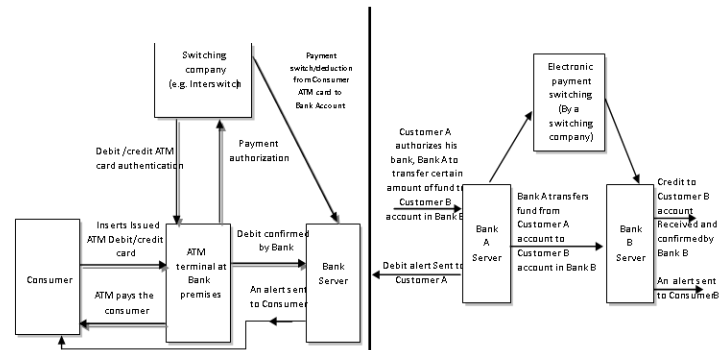 Switching
company
(e.g. Interswitch
Payment
switch/deduction
from Consumer
ATM card to
Bank Account
Debit /credit ATM
card authentication
Payment
authorization
Inserts Issued
ATM Debit/credit
card
Consumer
ATM pays the
consumer
ATM
terminal at
Bank
premises
Debit confirmed
by Bank
An alert sent
to Consumer
Bank
Server
Electronic
payment
switching
(By a
switching
company)
Customer A
authorizes his
bank, Bank A to
transfer certain
amount of fund to
Customer B
account in Bank B
Bank
A
Server
Debit alert Sent to
Customer A
Bank A transfers
fund from
Customer A
account to
Customer B
account in Bank B
Bank
B
Server
Credit to
Customer B
account
Received and
confirmed by
Bank B
An alert sent
to Consumer B